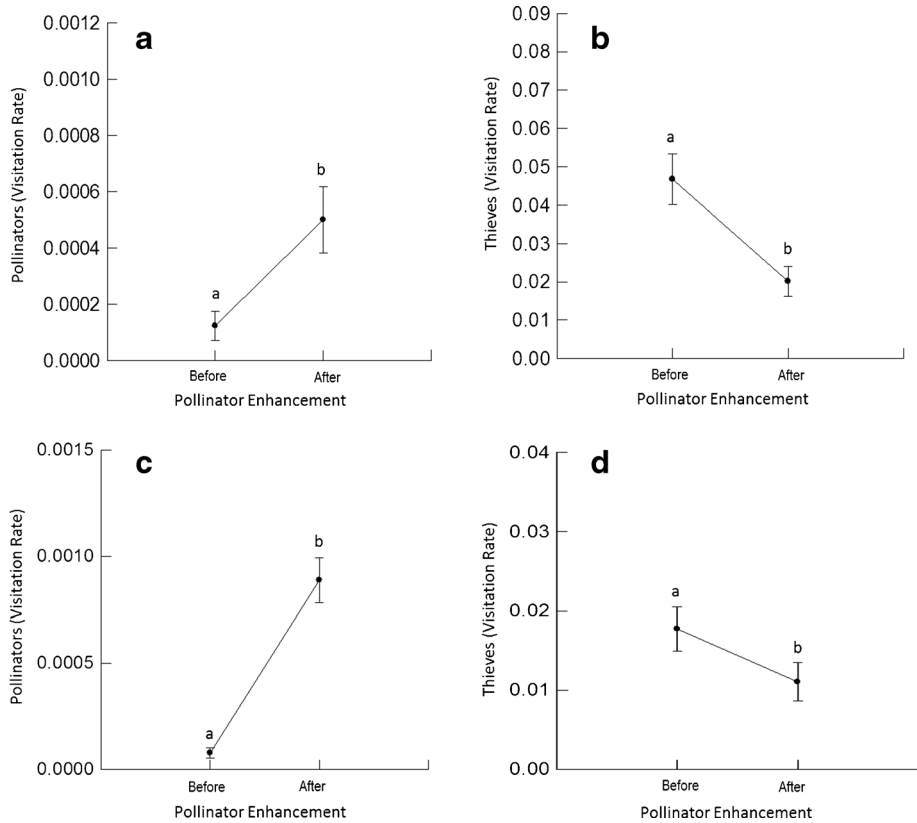 a
0.0012
0.0010
0.0008
0.0006
0.0004
0.0002
0.0000
Pollinators (Visitation Rate)
a
b
Before
After
Pollinator Enhancement
b
0.09
0.08
0.07
0.06
0.05
0.04
0.03
0.02
0.01
0.00
Thieves (Visitation Rate)
a
b
Before
After
Pollinator Enhancement
c
0.0015
0.0010
0.0005
0.0000
Pollinators (Visitation Rate)
a
b
Before
After
Pollinator Enhancement
d
0.04
0.03
0.02
0.01
0.00
Thieves (Visitation Rate)
a
b
Before
After
Pollinator Enhancement